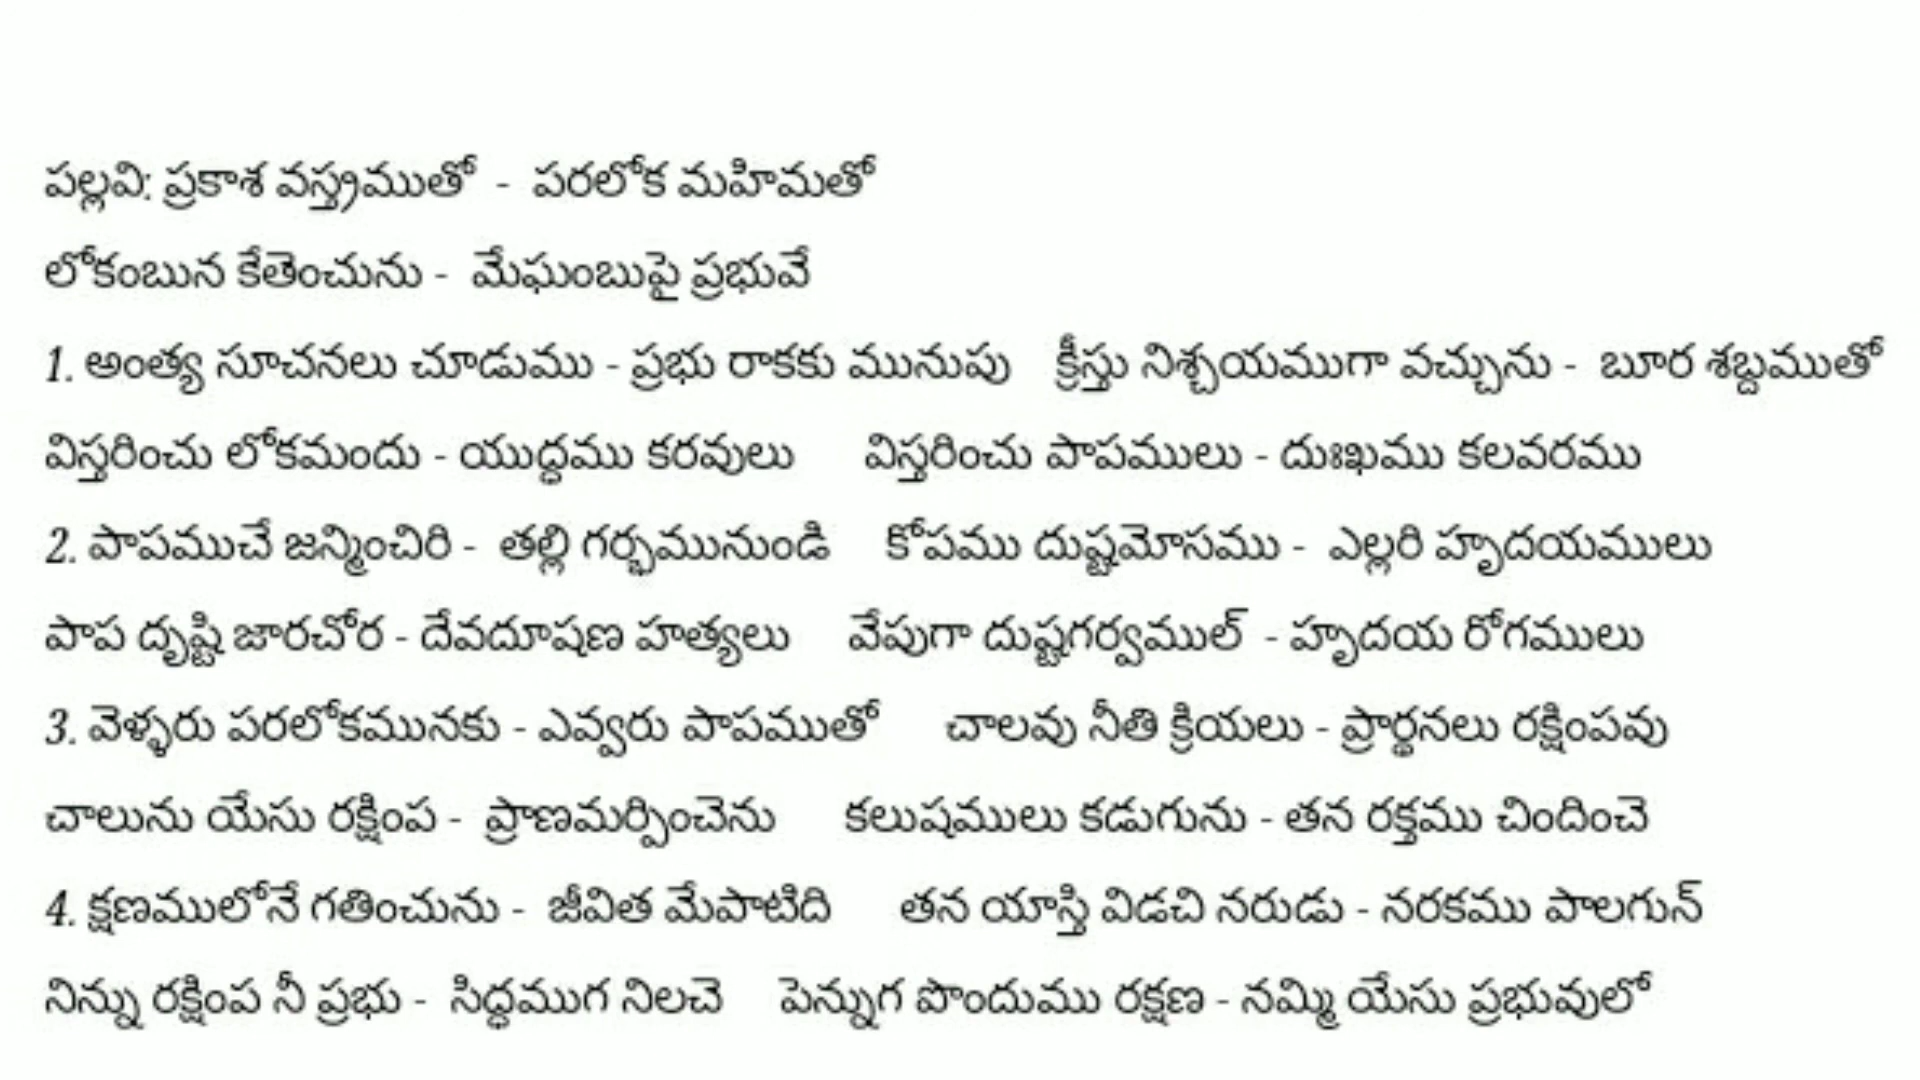 పల్లవి: ప్రకాశ వస్త్రముతో - పరలోక మహిమతో
లోకంబున కేతెంచును - మేఘంబుపై ప్రభువే
1. అంత్య సూచనలు చూడుము - ప్రభు రాకకు మునుపు క్రీస్తు నిశ్చయముగా వచ్చును - బూర శబ్దముతో
విస్తరించు లోకమందు - యుద్ధము కరవులు విస్తరించు పాపములు - దుఃఖము కలవరము
2. పాపముచే జన్మించిరి - తల్లి గర్భమునుండి కోపము దుష్టమోసము - ఎల్లరి హృదయములు
పాప దృష్టి జారచోర - దేవదూషణ హత్యలు వేపుగా దుష్టగర్వముల్ - హృదయ రోగములు
3. వెళ్ళరు పరలోకమునకు - ఎవ్వరు పాపముతో చాలవు నీతి క్రియలు - ప్రార్థనలు రక్షింపవు
చాలును యేసు రక్షింప - ప్రాణమర్పించెను కలుషములు కడుగును - తన రక్తము చిందించె
4. క్షణములోనే గతించును - జీవిత మేపాటిది తన యాస్తి విడచి నరుడు - నరకము పాలగున్
నిన్ను రక్షింప నీ ప్రభు - సిద్ధముగ నిలచె పెన్నుగ పొందుము రక్షణ - నమ్మి యేసు ప్రభువులో